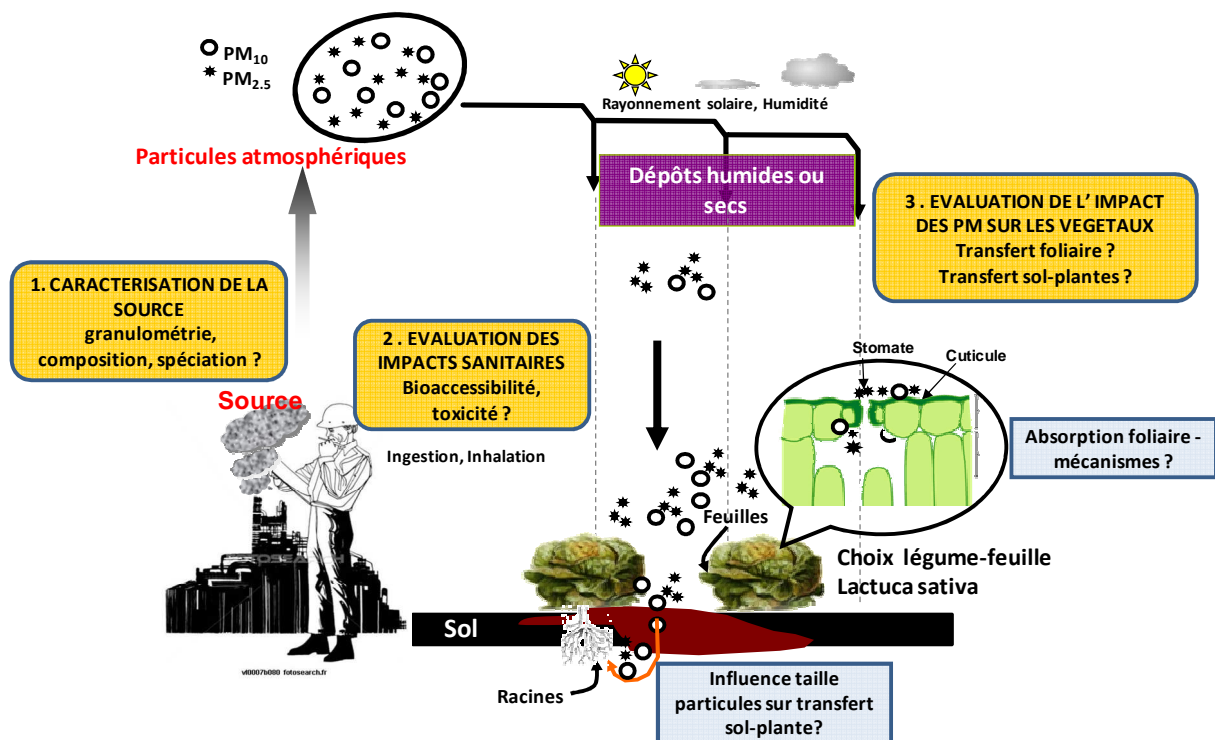 PM10
PM2.5
Particules atmosphériques
Rayonnement solaire, Humidité
Dépôts humides ou
secs
3 . EVALUATION DE L' IMPACT
DES PM SUR LES VEGETAUX
Transfert foliaire ?
Transfert sol-plantes ?
1. CARACTERISATION DE LA
SOURCE
granulométrie,
composition, spéciation ?
2 . EVALUATION DES
IMPACTS SANITAIRES
Bioaccessibilité,
toxicité ?
Source
Ingestion, Inhalation
Stomate
Cuticule
Absorption foliaire -
mécanismes ?
Feuilles
Choix légume-feuille
Lactuca sativa
Sol
Racines
Influence taille
particules sur transfert
sol-plante?
vl0007b080 fotosearch.fr